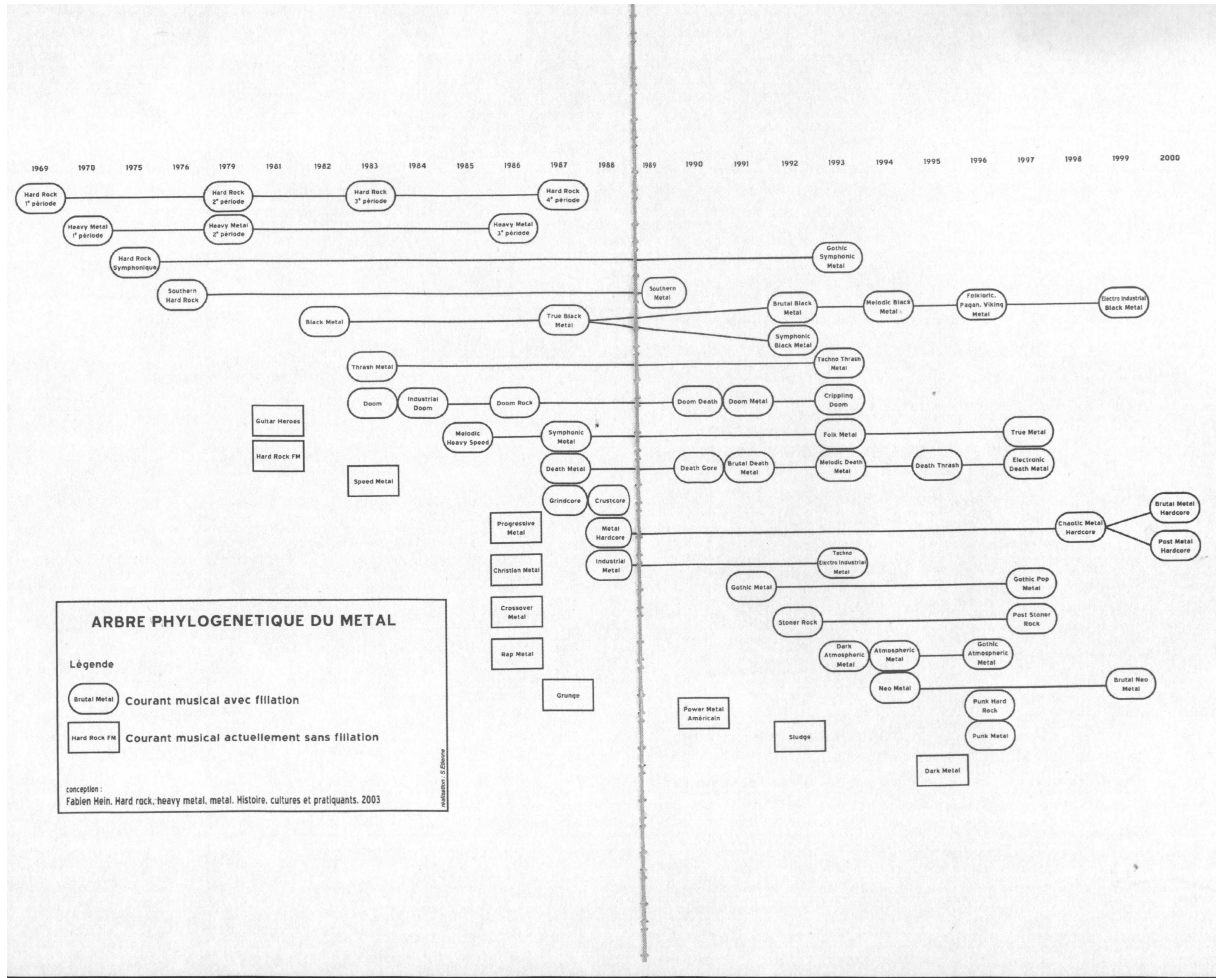 1969 1970 1975 1976 1979 1981 1982 1983 1984 1985 1986 1987 1988 1989 1990 1991 1992 1993 1994 1995 1996 1997 1998 1999 2000
Hard Rock
1° période
Hard Rock
2° période
Hard Rock
3° période
Hard Rock
4° période
Heavy Metal
1° période
Heavy Metal
2° période
Heavy Metal
3° période
Hard Rock
Symphonique
Gothic
Symphonic
Metal
Southern
Hard Rock
Southern
Metal
Black Metal
True Black
Metal
Brutal Black
Metal
Melodic Black
Metal
Folkloric,
Pagan, Viking
Metal
Electro Industrial
Black Metal
Symphonic
Black Metal
Thrash Metal
Techno Thrash
Metal
Doom
Industrial
Doom
Doom Rock
Doom Death
Doom Metal
Crippling
Doom
Guitar Heroes
Melodic
Heavy Speed
Symphonic
Metal
Folk Metal
True Metal
Hard Rock FM
Speed Metal
Death Metal
Death Gore
Brutal Death
Metal
Melodic Death
Metal
Death Thrash
Electronic
Death Metal
Grindcore
Crustcore
Progressive
Metal
Metal
Hardcore
Chaotic Metal
Hardcore
Brutal Metal
Hardcore
Post Metal
Hardcore
Christian Metal
Industrial
Metal
Techno
Electro Industrial
Metal
Gothic Metal
Gothic Pop
Metal
Crossover
Metal
Stoner Rock
Post Stoner
Rock
Rap Metal
Dark
Atmospheric
Metal
Atmospheric
Metal
Gothic
Atmospheric
Metal
Grunge
Neo Metal
Brutal Neo
Metal
Power Metal
Américain
Punk Hard
Rock
Sludge
Punk Metal
Dark Metal
ARBRE PHYLOGENETIQUE DU METAL
Légende
Brutal Metal
Courant musical avec filiation
Hard Rock FM
Courant musical actuellement sans filiation
conception :
Fabien Hein, Hard rock, heavy metal, metal. Histoire, cultures et pratiquants. 2003
réalisation : S.Etienne